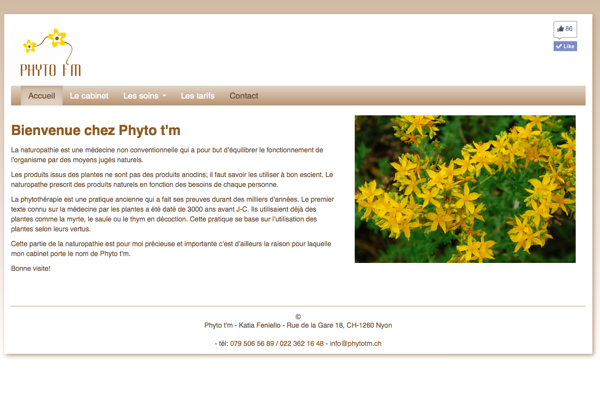 86
Like
PHYTO T'M
Accueil Le cabinet Les soins Les tarifs Contact
Bienvenue chez Phyto t'm
La naturopathie est une médecine non conventionelle qui a pour but d'équilibrer le fonctionnement de
l'organisme par des moyens jugés naturels.
Les produits issus des plantes ne sont pas des produits anodins; il faut savoir les utiliser à bon escient. Le
naturopathe prescrit des produits naturels en fonction des besoins de chaque personne.
La phytothérapie est une pratique ancienne qui a fait ses preuves durant des milliers d'années. Le premier
texte connu sur la médecine par les plantes a été daté de 3000 ans avant J-C. Ils utilisaient déjà des
plantes comme la myrte, le saule ou le thym en décoction. Cette pratique se base sur l'utilisation des
plantes selon leurs vertus.
Cette partie de la naturopathie est pour moi précieuse et importante c'est d'ailleurs la raison pour laquelle
mon cabinet porte le nom de Phyto t'm.
Bonne visite!
©
Phyto t'm - Katia Feniello - Rue de la Gare 18, CH-1260 Nyon
- tél: 079 506 56 89 / 022 362 16 48 - info@phytotm.ch